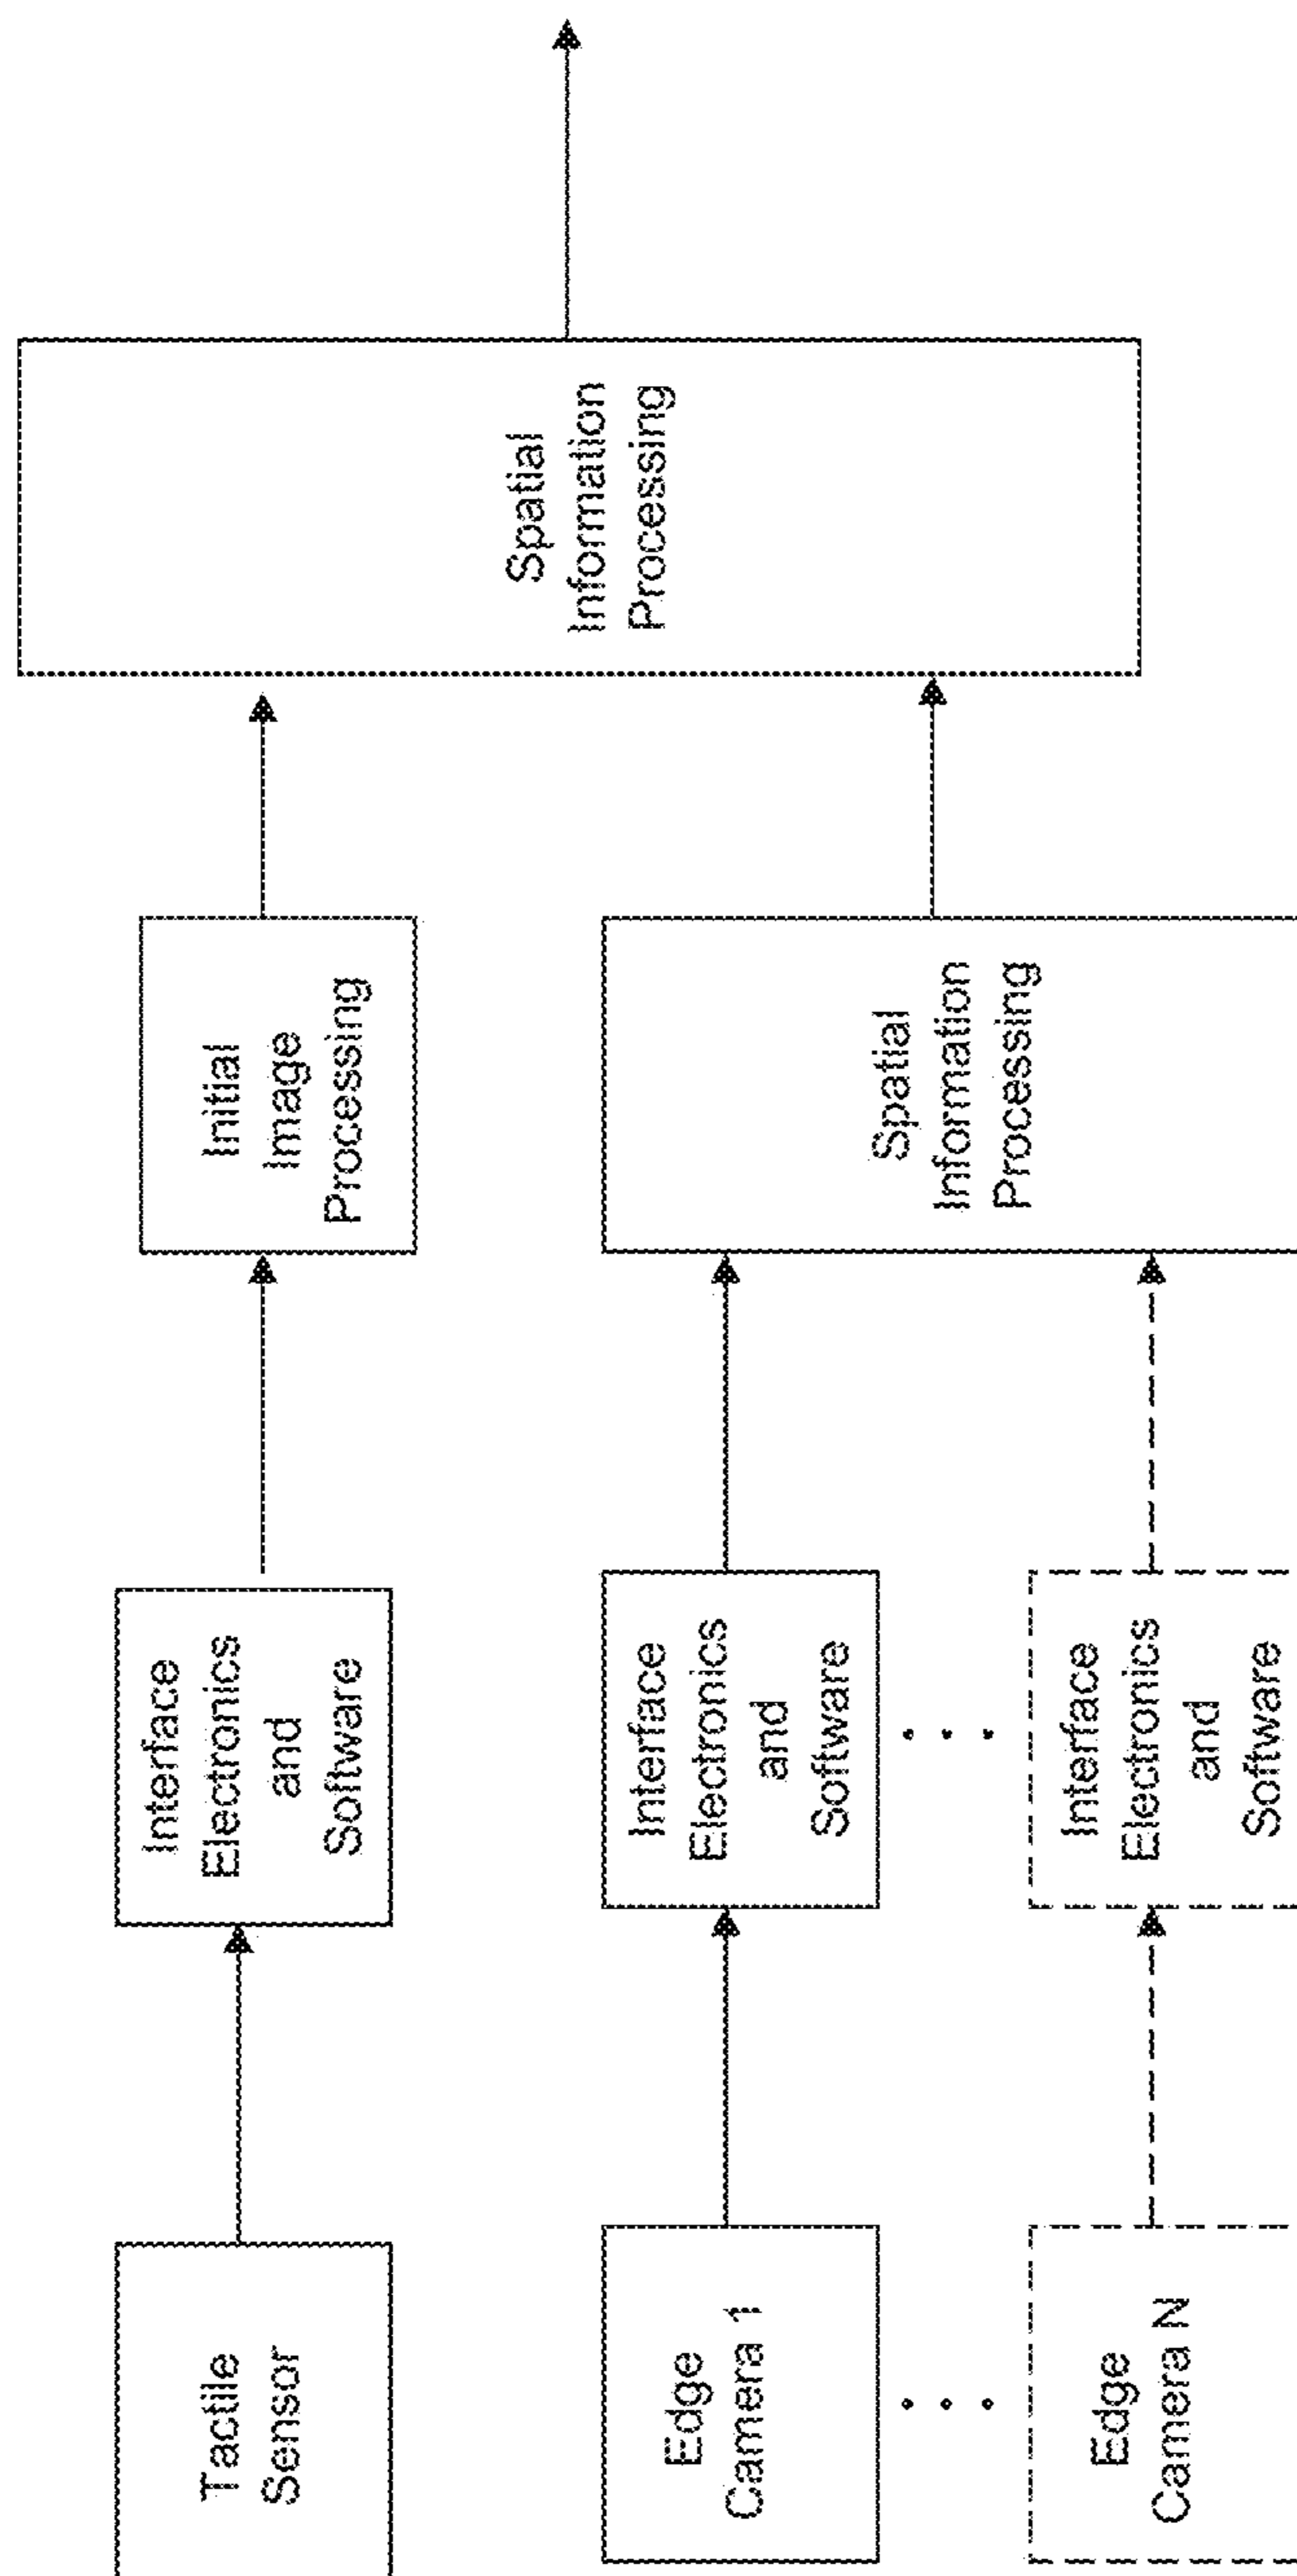 Tactile
Sensor
Interface
Electronics
and
Software
Initial
Image
Processing
Spatial
Information
Processing
Edge
Camera 1
Interface
Electronics
and
Software
Spatial
Information
Processing
Edge
Camera N
Interface
Electronics
and
Software